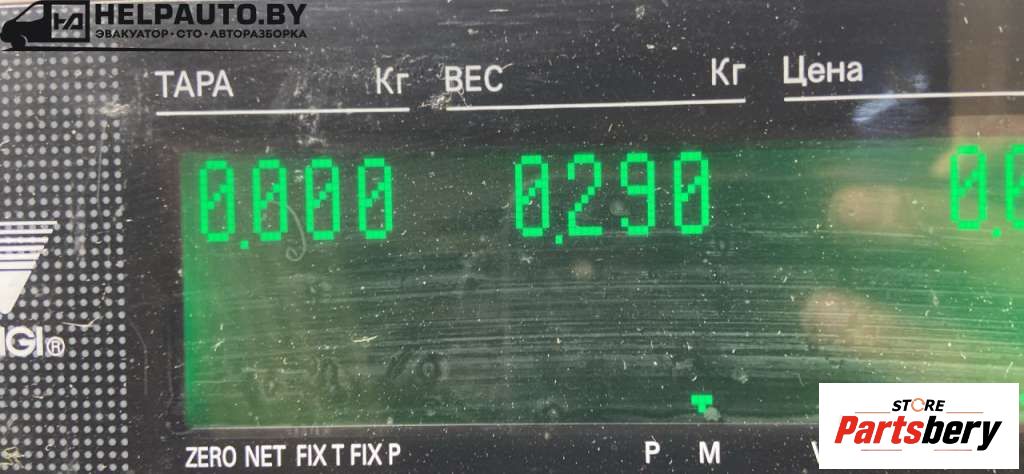 HELPAUTO.BY
ЭВАКУАТОР • СТО • АВТОРАЗБОРКА
ТАРА Кг ВЕС Кг Цена
0.000 0.290
ZERO NET FIX T FIX P P M
STORE
Partsbery